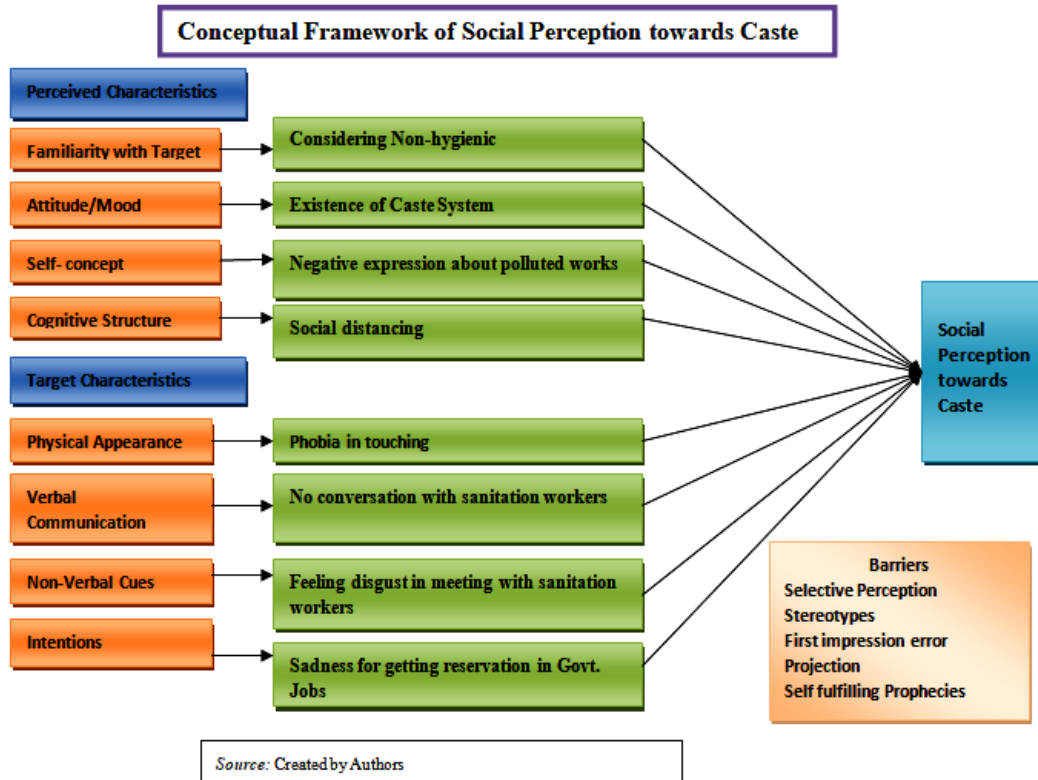 Conceptual Framework of Social Perception towards Caste
Perceived Characteristics
Familiarity with Target
Considering Non-hygienic
Attitude/Mood
Existence of Caste System
Self- concept
Negative expression about polluted works
Cognitive Structure
Social distancing
Target Characteristics
Physical Appearance
Phobia in touching
Verbal
Communication
No conversation with sanitation workers
Non-Verbal Cues
Feeling disgust in meeting with sanitation
workers
Intentions
Sadness for getting reservation in Govt.
Jobs
Social
Perception
towards
Caste
Barriers
Selective Perception
Stereotypes
First impression error
Projection
Self fulfilling Prophecies
Source: Created by Authors